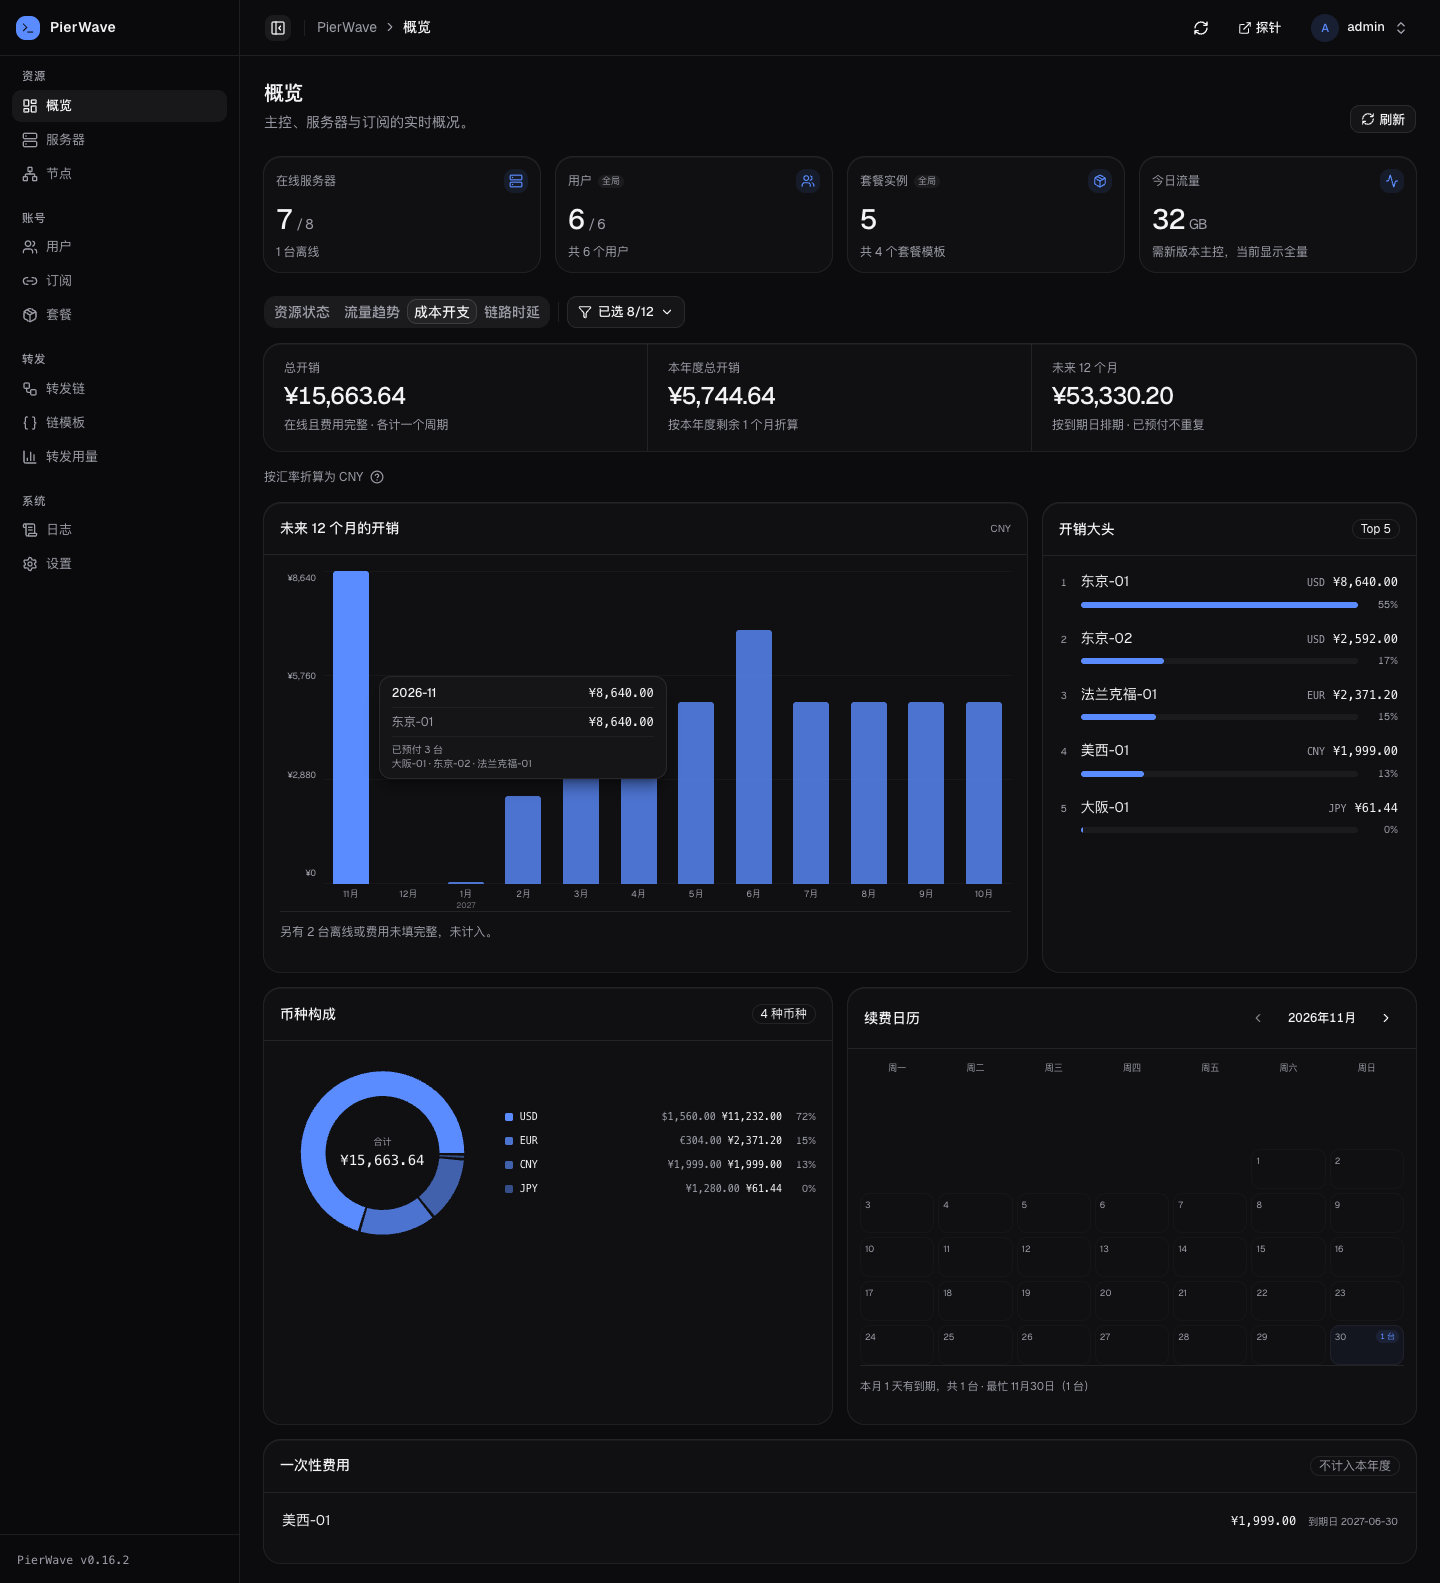 PierWave
PierWave > 概览
探针
A admin
资源
概览
服务器
节点
账号
用户
订阅
套餐
转发
转发链
链模板
转发用量
系统
日志
设置
PierWave v0.16.2
概览
主控、服务器与订阅的实时概况。
刷新
在线服务器
7 / 8
1 台离线
用户 全局
6 / 6
共 6 个用户
套餐实例 全局
5
共 4 个套餐模板
今日流量
32 GB
需新版本主控，当前显示全量
资源状态 流量趋势 成本开支 链路时延 已选 8/12
总开销
¥15,663.64
在线且费用完整 · 各计一个周期
本年度总开销
¥5,744.64
按本年度剩余 1 个月折算
未来 12 个月
¥53,330.20
按到期日排期 · 已预付不重复
按汇率折算为 CNY
未来 12 个月的开销 CNY
¥8,640
¥5,760
¥2,880
¥0
2026-11 ¥8,640.00
东京-01 ¥8,640.00
已预付 3 台
大阪-01 · 东京-02 · 法兰克福-01
11月 12月 1月 2月 3月 4月 5月 6月 7月 8月 9月 10月
2027
另有 2 台离线或费用未填完整，未计入。
开销大头 Top 5
1 东京-01 USD ¥8,640.00
55%
2 东京-02 USD ¥2,592.00
17%
3 法兰克福-01 EUR ¥2,371.20
15%
4 美西-01 CNY ¥1,999.00
13%
5 大阪-01 JPY ¥61.44
0%
币种构成 4 种币种
合计
¥15,663.64
USD $1,560.00 ¥11,232.00 72%
EUR €304.00 ¥2,371.20 15%
CNY ¥1,999.00 ¥1,999.00 13%
JPY ¥1,280.00 ¥61.44 0%
续费日历 2026年11月
周一 周二 周三 周四 周五 周六 周日
1 2
3 4 5 6 7 8 9
10 11 12 13 14 15 16
17 18 19 20 21 22 23
24 25 26 27 28 29 30 1 台
本月 1 天有到期，共 1 台 · 最忙 11月30日（1 台）
一次性费用 不计入本年度
美西-01 ¥1,999.00 到期日 2027-06-30